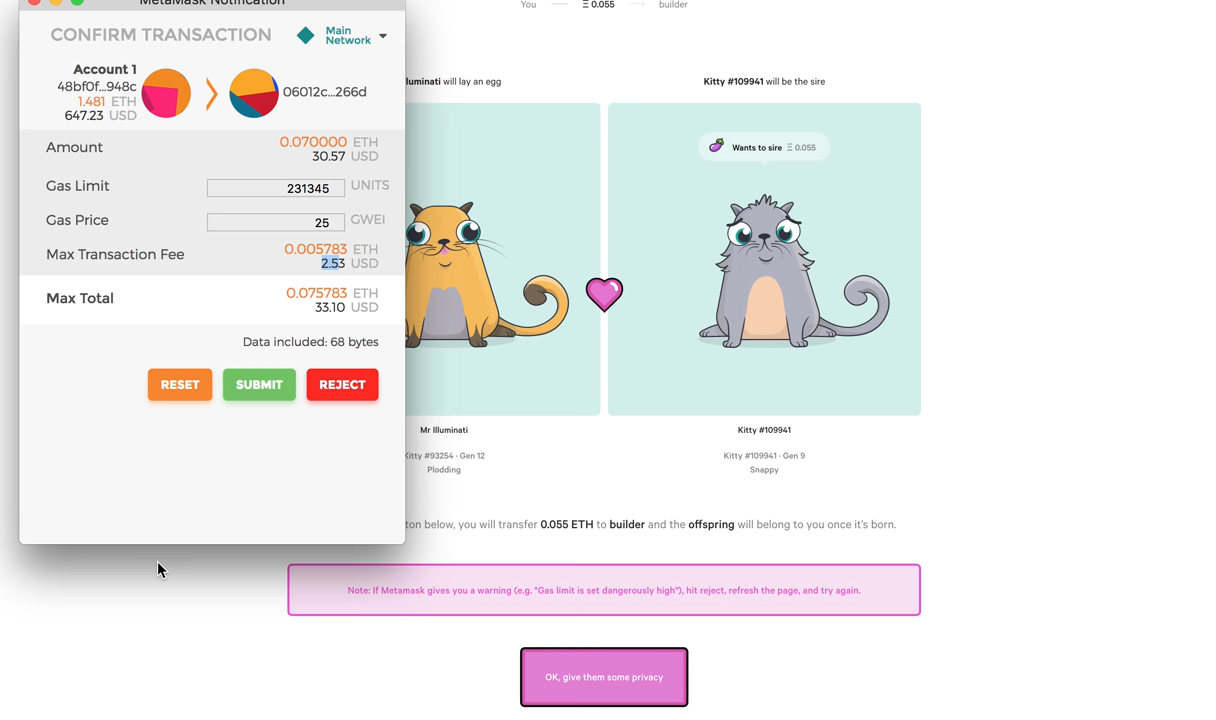 MetaMask Notification
CONFIRM TRANSACTION
Main
Network
Account 1
48bf0f...948c
1.481 ETH
647.23 USD
06012c...266d
Amount
0.070000 ETH
30.57 USD
Gas Limit
231345 UNITS
Gas Price
25 GWEI
Max Transaction Fee
0.005783 ETH
2.53 USD
Max Total
0.075783 ETH
33.10 USD
Data included: 68 bytes
RESET SUBMIT REJECT
You Ξ 0.055 builder
will lay an egg
Kitty #109941 will be the sire
Wants to sire Ξ 0.055
Mr Illuminati
Kitty #93254 · Gen 12
Plodding
Kitty #109941
Kitty #109941 · Gen 9
Snappy
below, you will transfer 0.055 ETH to builder and the offspring will belong to you once it's born.
Note: If Metamask gives you a warning (e.g. "Gas limit is set dangerously high"), hit reject, refresh the page, and try again.
OK, give them some privacy